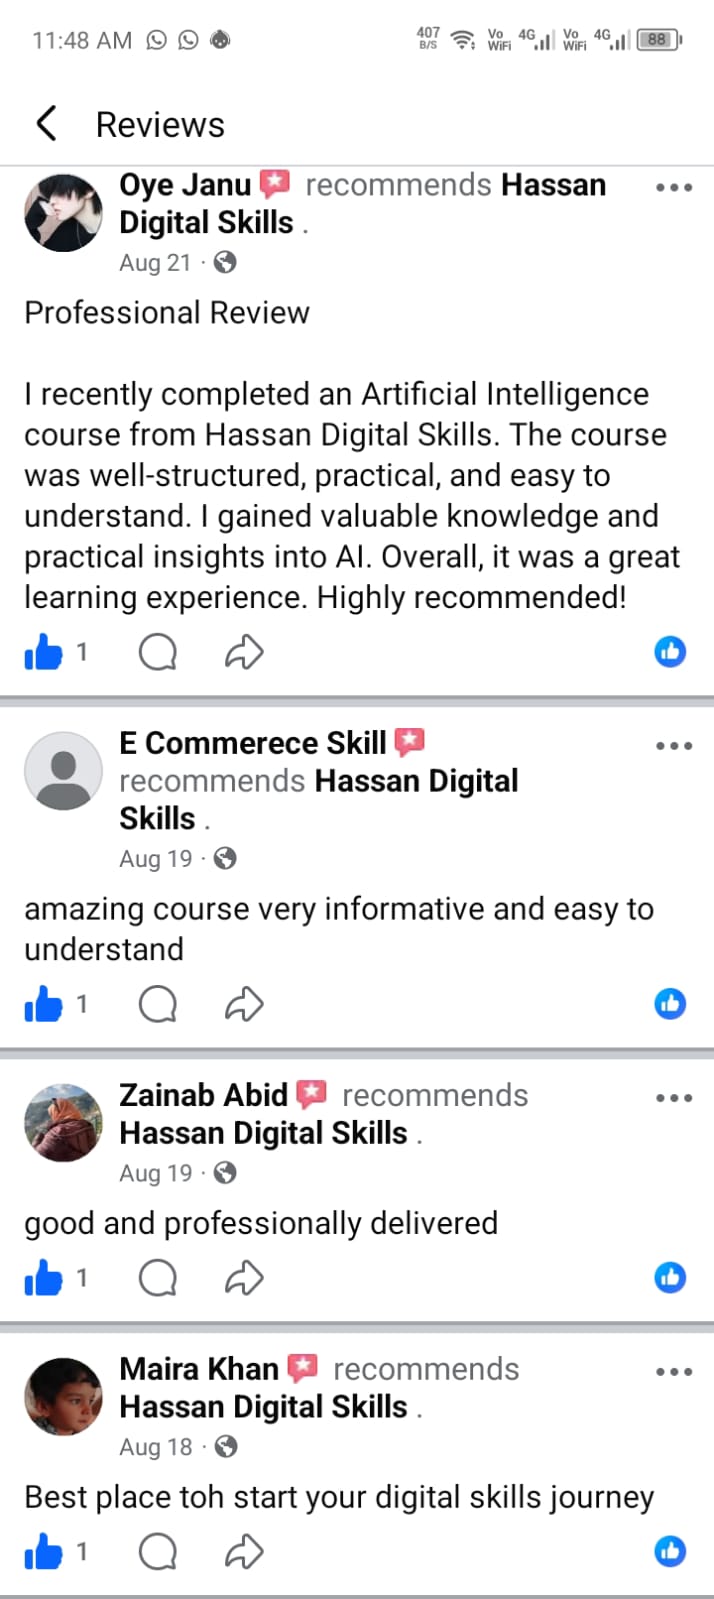 11:48 AM
407 B/S Vo WiFi 4G Vo WiFi 4G 88
Reviews
Oye Janu recommends Hassan
Digital Skills .
Aug 21 ·
Professional Review
I recently completed an Artificial Intelligence
course from Hassan Digital Skills. The course
was well-structured, practical, and easy to
understand. I gained valuable knowledge and
practical insights into AI. Overall, it was a great
learning experience. Highly recommended!
1
E Commerece Skill
recommends Hassan Digital
Skills .
Aug 19 ·
amazing course very informative and easy to
understand
1
Zainab Abid recommends
Hassan Digital Skills .
Aug 19 ·
good and professionally delivered
1
Maira Khan recommends
Hassan Digital Skills .
Aug 18 ·
Best place toh start your digital skills journey
1